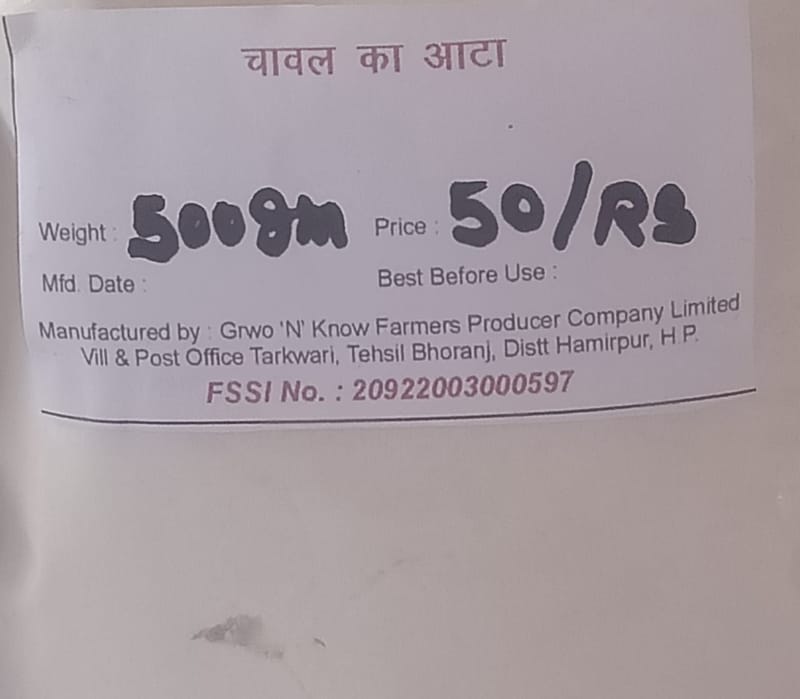 चावल का आटा
Weight : 500gm Price : 50/RS
Mfd. Date : Best Before Use :
Manufactured by : Grwo 'N' Know Farmers Producer Company Limited
Vill & Post Office Tarkwari, Tehsil Bhoranj, Distt Hamirpur, H.P.
FSSI No. : 20922003000597